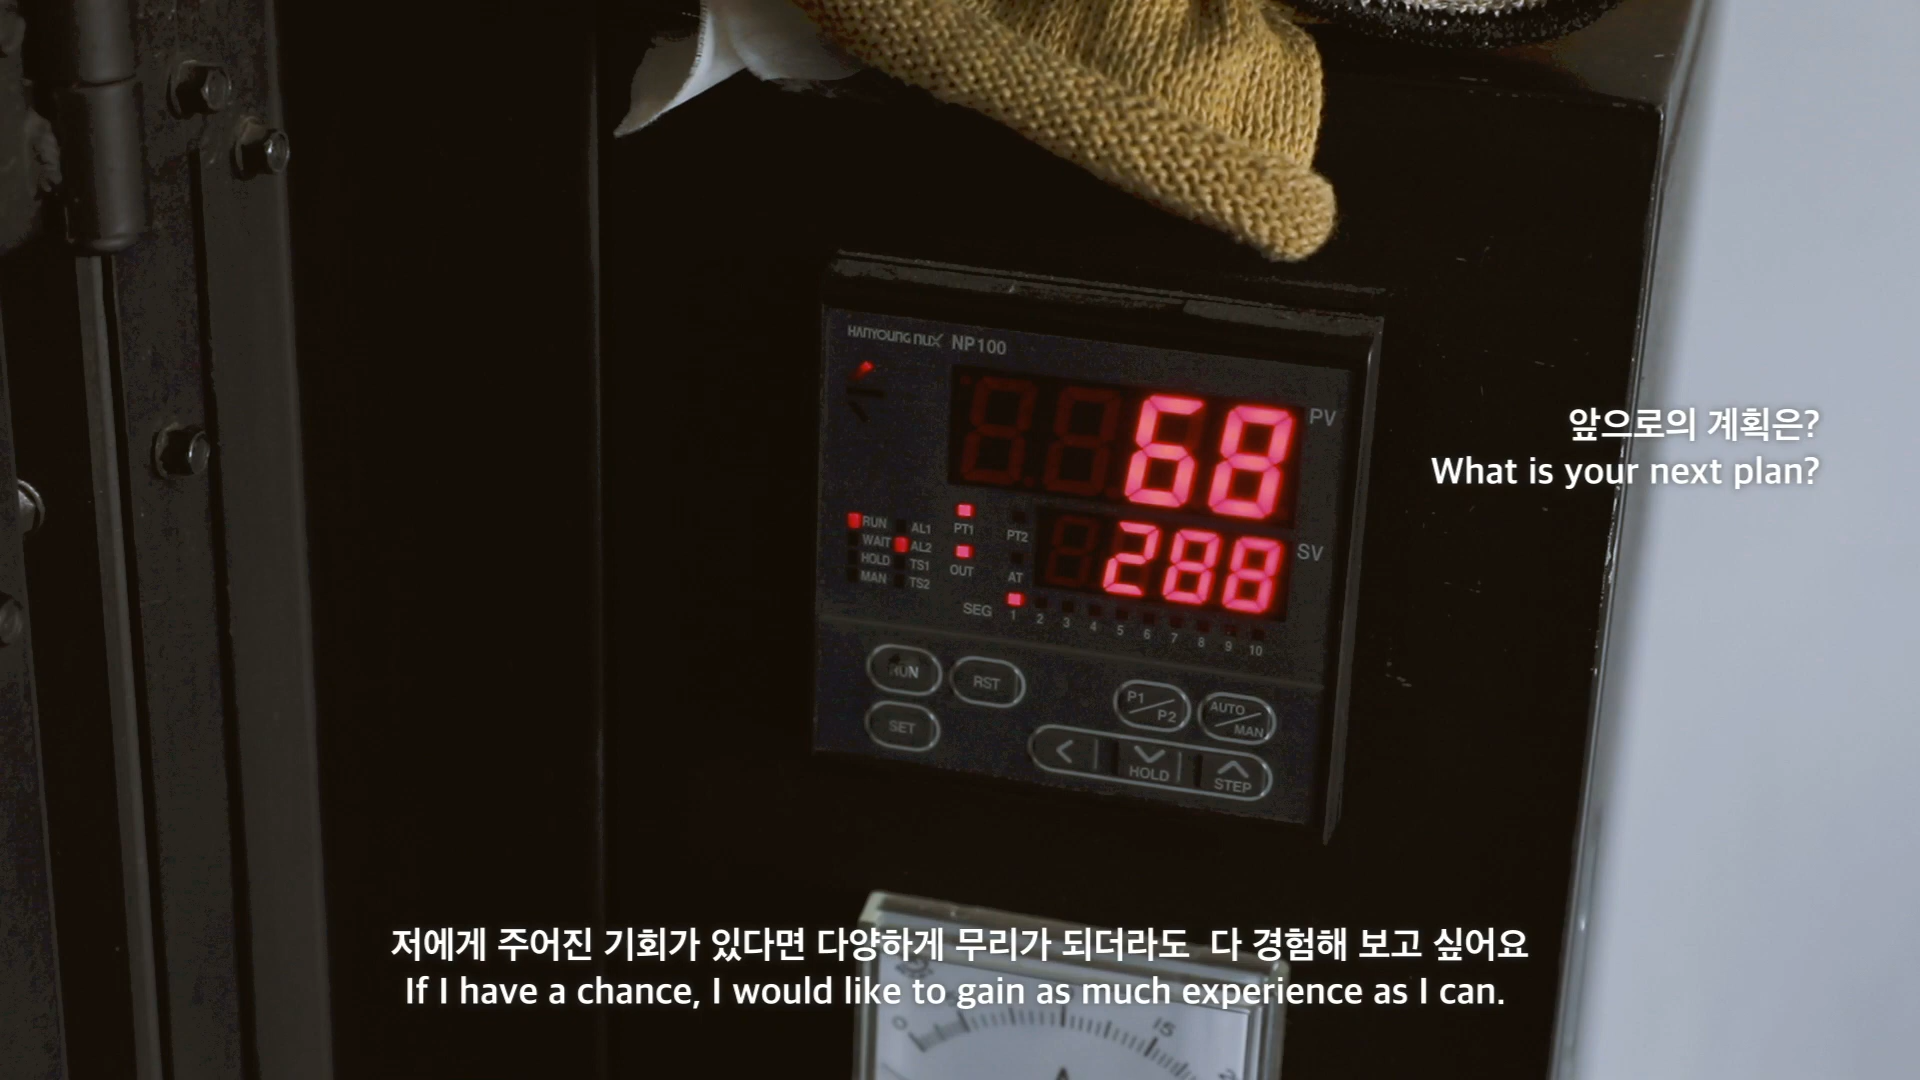 HANYOUNG NUX NP100
68 PV
288 SV
RUN AL1 PT1 PT2
WAIT AL2
HOLD TS1 OUT AT
MAN TS2
SEG 1 2 3 4 5 6 7 8 9 10
RUN RST
P1 P2 AUTO MAN
SET
HOLD STEP
앞으로의 계획은?
What is your next plan?
저에게 주어진 기회가 있다면 다양하게 무리가 되더라도 다 경험해 보고 싶어요
If I have a chance, I would like to gain as much experience as I can.
0 15
A